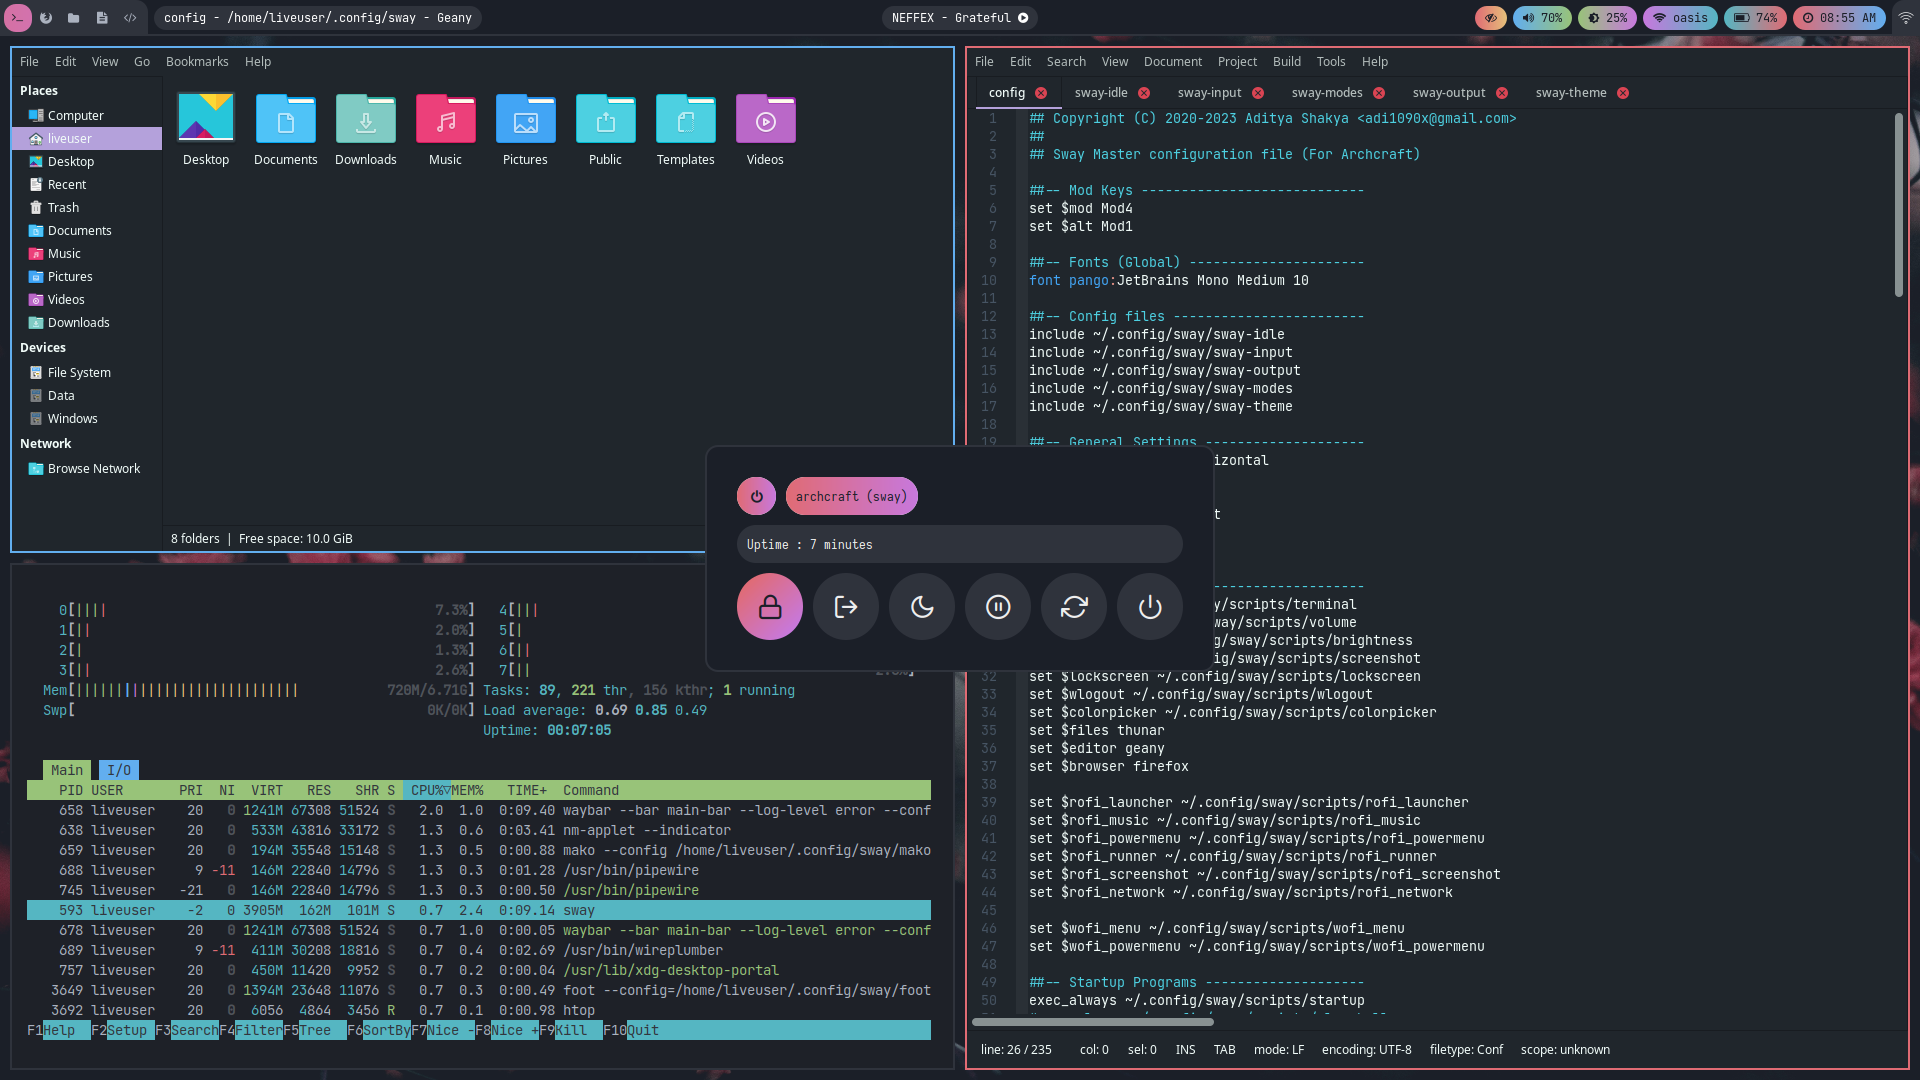 config - /home/liveuser/.config/sway - Geany
NEFFEX - Grateful
70%
25%
oasis
74%
08:55 AM
File Edit View Go Bookmarks Help
Places
Computer
liveuser
Desktop
Recent
Trash
Documents
Music
Pictures
Videos
Downloads
Devices
File System
Data
Windows
Network
Browse Network
Desktop Documents Downloads Music Pictures Public Templates Videos
8 folders | Free space: 10.0 GiB
0[|||| 7.3%] 4[|||
1[|| 2.0%] 5[|
2[| 1.3%] 6[||
3[|| 2.6%] 7[||
Mem[|||||||||||||||||||||||||||| 720M/6.71G] Tasks: 89, 221 thr, 156 kthr; 1 running
Swp[ 0K/0K] Load average: 0.69 0.85 0.49
Uptime: 00:07:05
Main I/O
PID USER PRI NI VIRT RES SHR S CPU%▽MEM% TIME+ Command
658 liveuser 20 0 1241M 67308 51524 S 2.0 1.0 0:09.40 waybar --bar main-bar --log-level error --conf
638 liveuser 20 0 533M 43816 33172 S 1.3 0.6 0:03.41 nm-applet --indicator
659 liveuser 20 0 194M 35548 15148 S 1.3 0.5 0:00.88 mako --config /home/liveuser/.config/sway/mako
688 liveuser 9 -11 146M 22840 14796 S 1.3 0.3 0:01.28 /usr/bin/pipewire
745 liveuser -21 0 146M 22840 14796 S 1.3 0.3 0:00.50 /usr/bin/pipewire
593 liveuser -2 0 3905M 162M 101M S 0.7 2.4 0:09.14 sway
678 liveuser 20 0 1241M 67308 51524 S 0.7 1.0 0:00.05 waybar --bar main-bar --log-level error --conf
689 liveuser 9 -11 411M 30208 18816 S 0.7 0.4 0:02.69 /usr/bin/wireplumber
757 liveuser 20 0 450M 11420 9952 S 0.7 0.2 0:00.04 /usr/lib/xdg-desktop-portal
3649 liveuser 20 0 1394M 23648 11076 S 0.7 0.3 0:00.49 foot --config=/home/liveuser/.config/sway/foot
3692 liveuser 20 0 6056 4864 3456 R 0.7 0.1 0:00.98 htop
F1Help F2Setup F3SearchF4FilterF5Tree F6SortByF7Nice -F8Nice +F9Kill F10Quit
archcraft (sway)
Uptime : 7 minutes
File Edit Search View Document Project Build Tools Help
config sway-idle sway-input sway-modes sway-output sway-theme
1 ## Copyright (C) 2020-2023 Aditya Shakya <adi1090x@gmail.com>
2 ##
3 ## Sway Master configuration file (For Archcraft)
4
5 ##-- Mod Keys ----------------------------
6 set $mod Mod4
7 set $alt Mod1
8
9 ##-- Fonts (Global) ----------------------
10 font pango:JetBrains Mono Medium 10
11
12 ##-- Config files ------------------------
13 include ~/.config/sway/sway-idle
14 include ~/.config/sway/sway-input
15 include ~/.config/sway/sway-output
16 include ~/.config/sway/sway-modes
17 include ~/.config/sway/sway-theme
18
19 ##-- General Settings --------------------
izontal
t
-------------------
y/scripts/terminal
way/scripts/volume
g/sway/scripts/brightness
g/sway/scripts/screenshot
32 set $lockscreen ~/.config/sway/scripts/lockscreen
33 set $wlogout ~/.config/sway/scripts/wlogout
34 set $colorpicker ~/.config/sway/scripts/colorpicker
35 set $files thunar
36 set $editor geany
37 set $browser firefox
38
39 set $rofi_launcher ~/.config/sway/scripts/rofi_launcher
40 set $rofi_music ~/.config/sway/scripts/rofi_music
41 set $rofi_powermenu ~/.config/sway/scripts/rofi_powermenu
42 set $rofi_runner ~/.config/sway/scripts/rofi_runner
43 set $rofi_screenshot ~/.config/sway/scripts/rofi_screenshot
44 set $rofi_network ~/.config/sway/scripts/rofi_network
45
46 set $wofi_menu ~/.config/sway/scripts/wofi_menu
47 set $wofi_powermenu ~/.config/sway/scripts/wofi_powermenu
48
49 ##-- Startup Programs --------------------
50 exec_always ~/.config/sway/scripts/startup
line: 26 / 235 col: 0 sel: 0 INS TAB mode: LF encoding: UTF-8 filetype: Conf scope: unknown